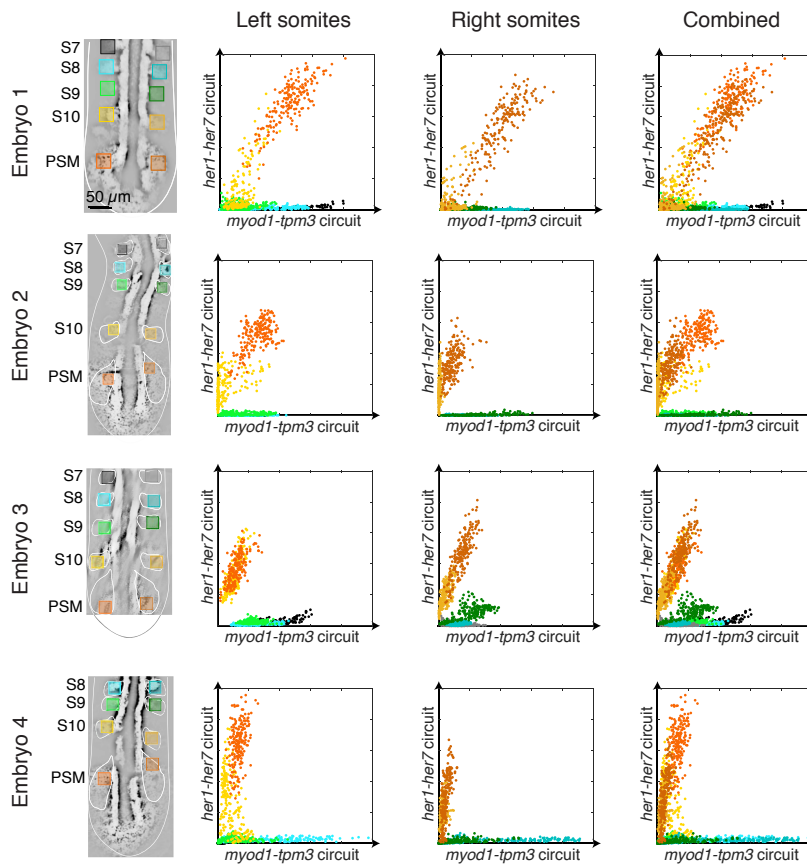 Left somites
Right somites
Combined
Embryo 1
S7
S8
S9
S10
PSM
50 µm
her1-her7 circuit
myod1-tpm3 circuit
her1-her7 circuit
myod1-tpm3 circuit
her1-her7 circuit
myod1-tpm3 circuit
Embryo 2
S7
S8
S9
S10
PSM
her1-her7 circuit
myod1-tpm3 circuit
her1-her7 circuit
myod1-tpm3 circuit
her1-her7 circuit
myod1-tpm3 circuit
Embryo 3
S7
S8
S9
S10
PSM
her1-her7 circuit
myod1-tpm3 circuit
her1-her7 circuit
myod1-tpm3 circuit
her1-her7 circuit
myod1-tpm3 circuit
Embryo 4
S8
S9
S10
PSM
her1-her7 circuit
myod1-tpm3 circuit
her1-her7 circuit
myod1-tpm3 circuit
her1-her7 circuit
myod1-tpm3 circuit